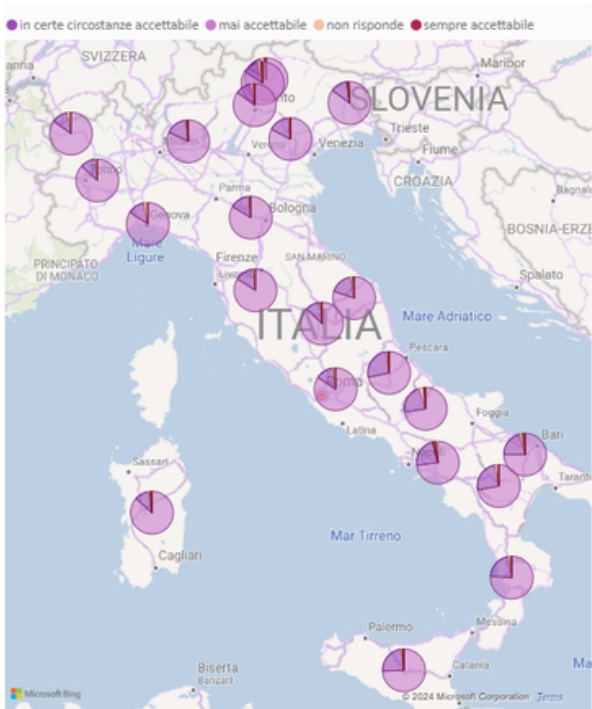 in certe circostanze accettabile mai accettabile non risponde sempre accettabile
SVIZZERA
Maribor
SLOVENIA
Trieste
Venezia
Fiume
CROAZIA
Parma
Bologna
Genova
BOSNIA-ERZE
Mare
Ligure
Firenze
SAN MARINO
PRINCIPATO
DI MONACO
Spalato
ITALIA
Mare Adriatico
Pescara
Roma
Foggia
Latina
Bari
Sassari
Taranto
Mar Tirreno
Cagliari
Palermo
Messina
Biserta
Banzart
Catania
Ma
Microsoft Bing
© 2024 Microsoft Corporation Terms